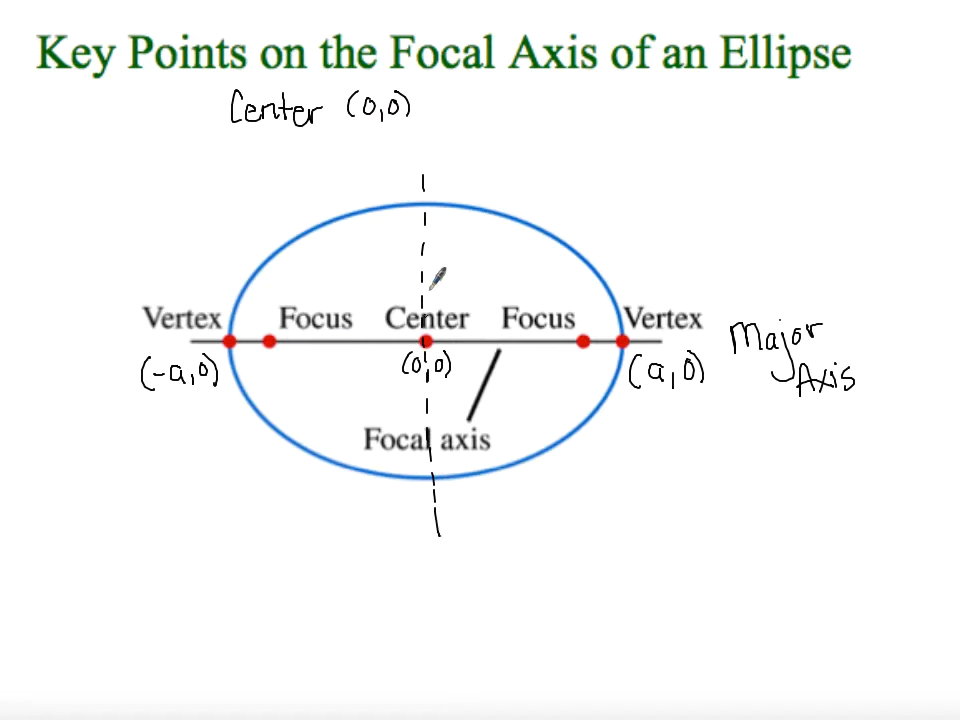 Key Points on the Focal Axis of an Ellipse
Center (0,0)
Vertex Focus Center Focus Vertex
(-a,0) (0,0) (a,0)
Major
Axis
Focal axis